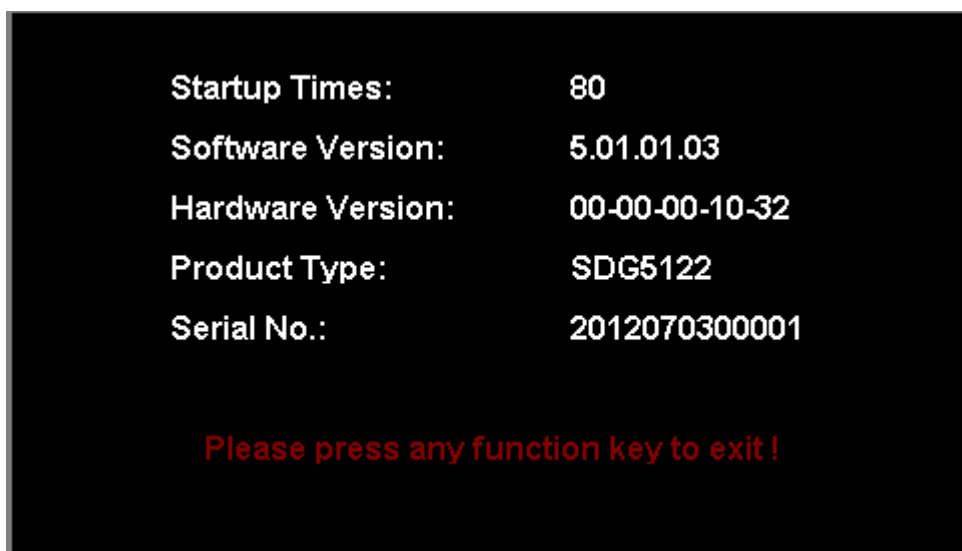 Startup Times: 80
Software Version: 5.01.01.03
Hardware Version: 00-00-00-10-32
Product Type: SDG5122
Serial No.: 2012070300001
Please press any function key to exit !